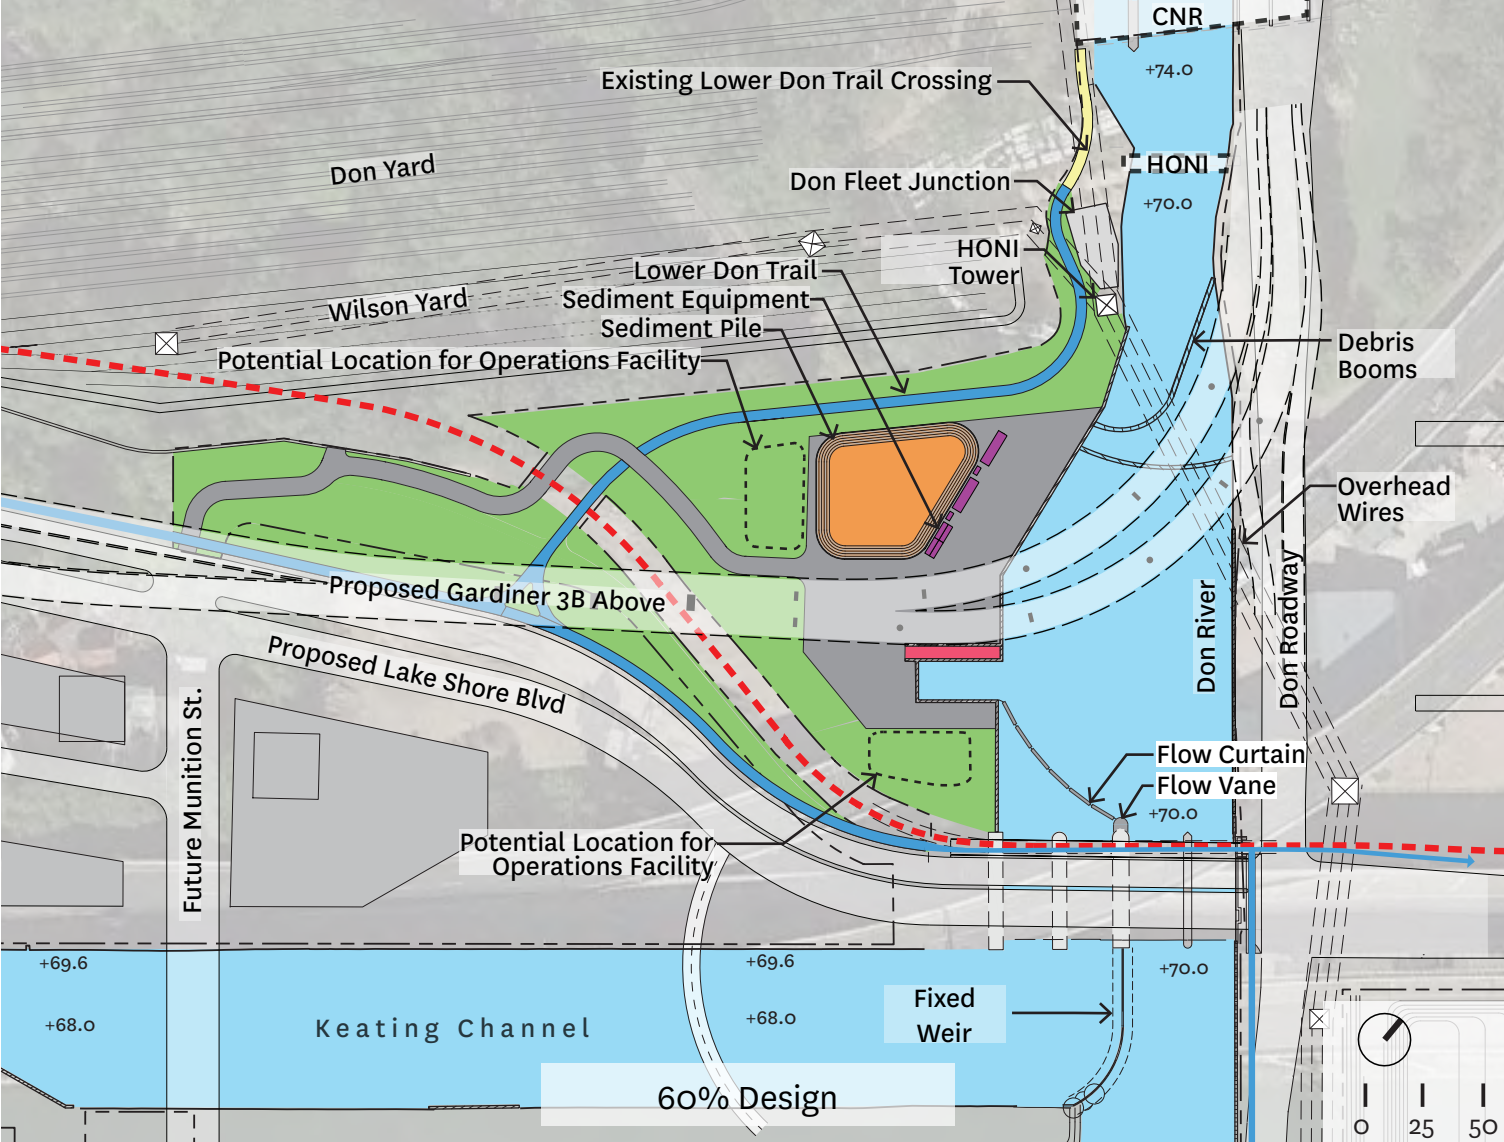 CNR
+74.0
Existing Lower Don Trail Crossing
HONI
Don Yard
Don Fleet Junction
+70.0
HONI
Tower
Lower Don Trail
Sediment Equipment
Wilson Yard
Sediment Pile
Debris
Booms
Potential Location for Operations Facility
Overhead
Wires
Proposed Gardiner 3B Above
Don River
Don Roadway
Proposed Lake Shore Blvd
Future Munition St.
Flow Curtain
Flow Vane
+70.0
Potential Location for
Operations Facility
+69.6
+69.6
+70.0
+68.0
Keating Channel
+68.0
Fixed
Weir
60% Design
0 25 50